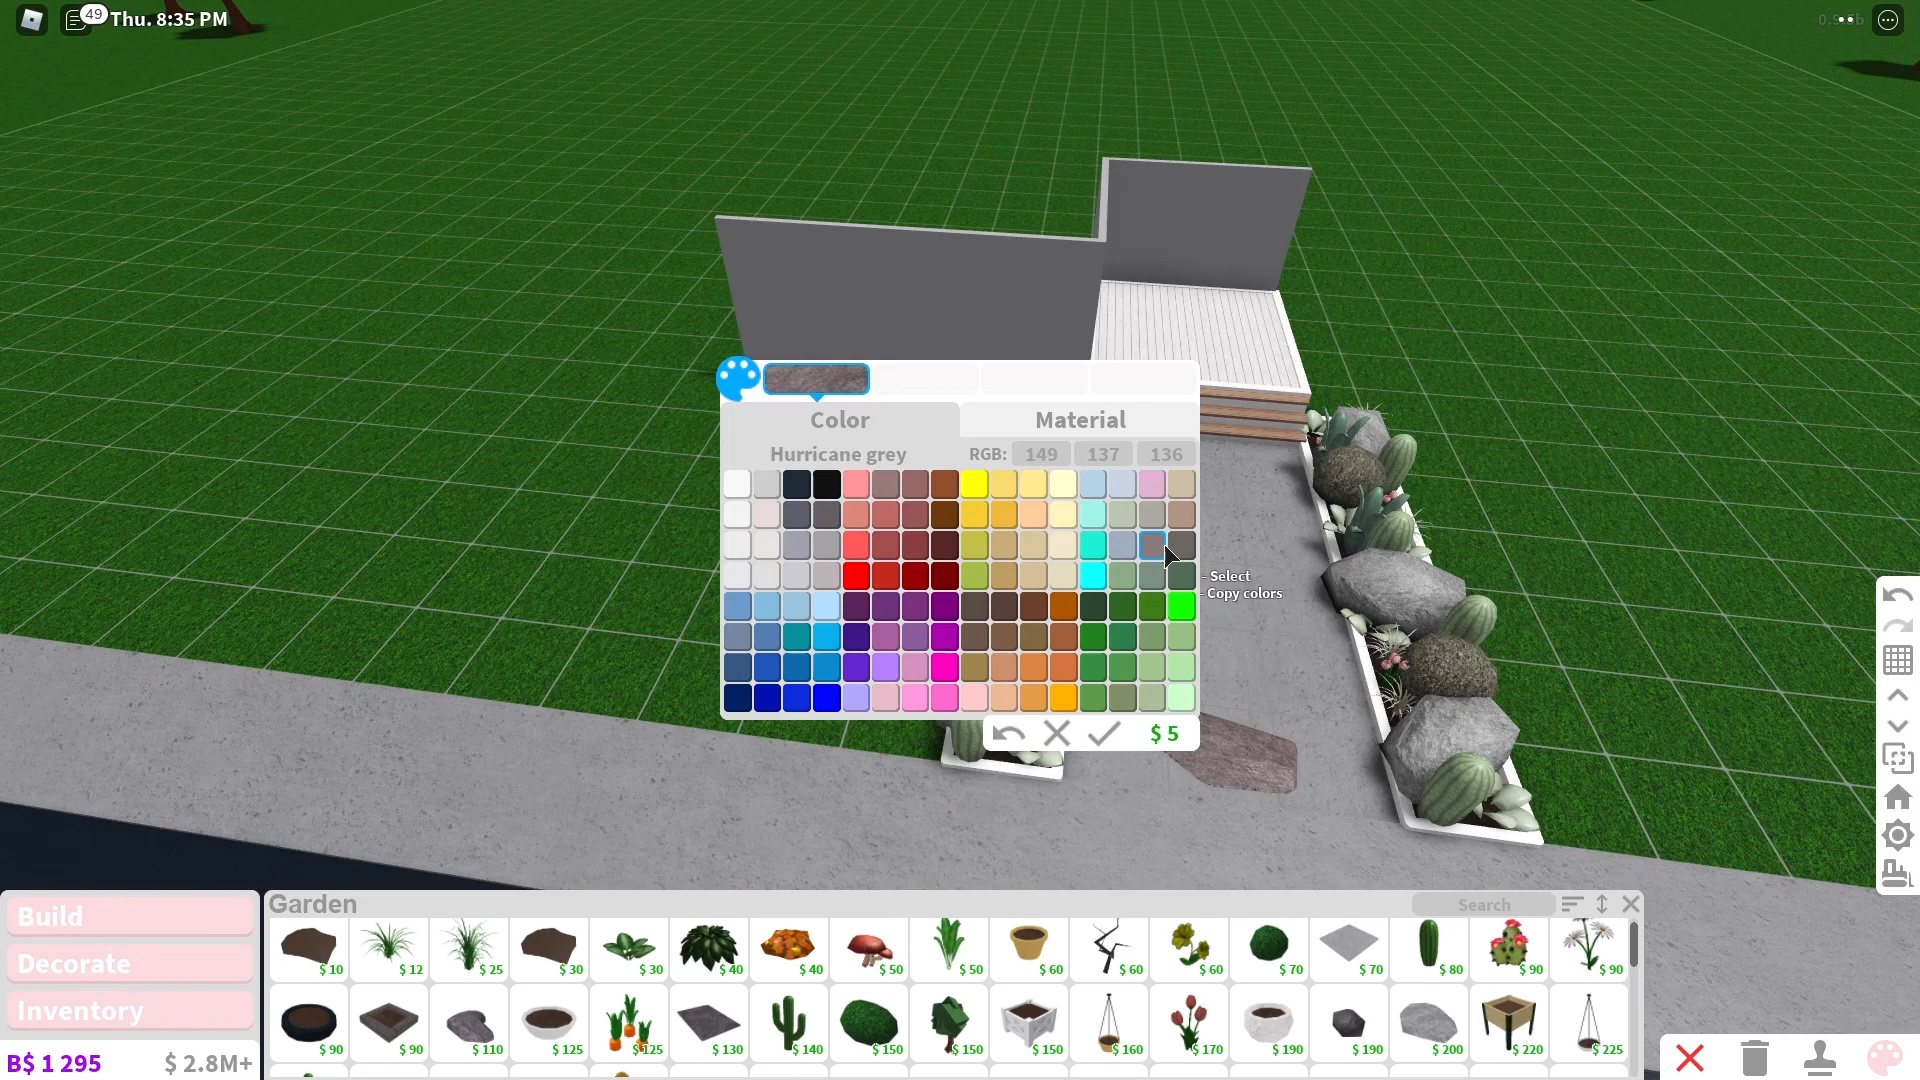 49
Thu. 8:35 PM
Color
Material
Hurricane grey
RGB: 149 137 136
- Select
- Copy colors
$ 5
Build
Decorate
Inventory
B$ 1 295
$ 2.8M+
Garden
Search
$ 10 $ 12 $ 25 $ 30 $ 30 $ 40 $ 40 $ 50 $ 50 $ 60 $ 60 $ 60 $ 70 $ 70 $ 80 $ 90 $ 90
$ 90 $ 90 $ 110 $ 125 $ 125 $ 130 $ 140 $ 150 $ 150 $ 150 $ 160 $ 170 $ 190 $ 190 $ 200 $ 220 $ 225